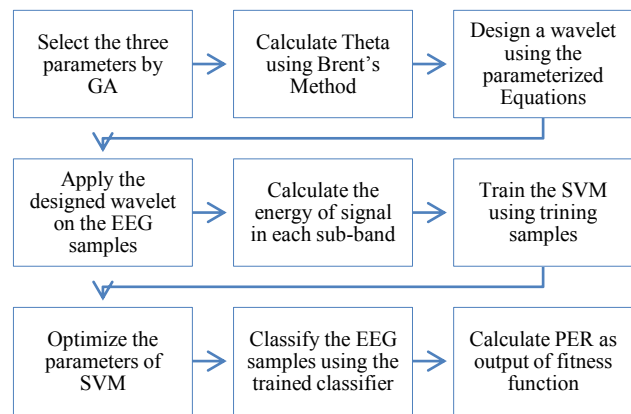 Select the three
parameters by
GA
Calculate Theta
using Brent's
Method
Design a wavelet
using the
parameterized
Equations
Apply the
designed wavelet
on the EEG
samples
Calculate the
energy of signal
in each sub-band
Train the SVM
using trining
samples
Optimize the
parameters of
SVM
Classify the EEG
samples using the
trained classifier
Calculate PER as
output of fitness
function